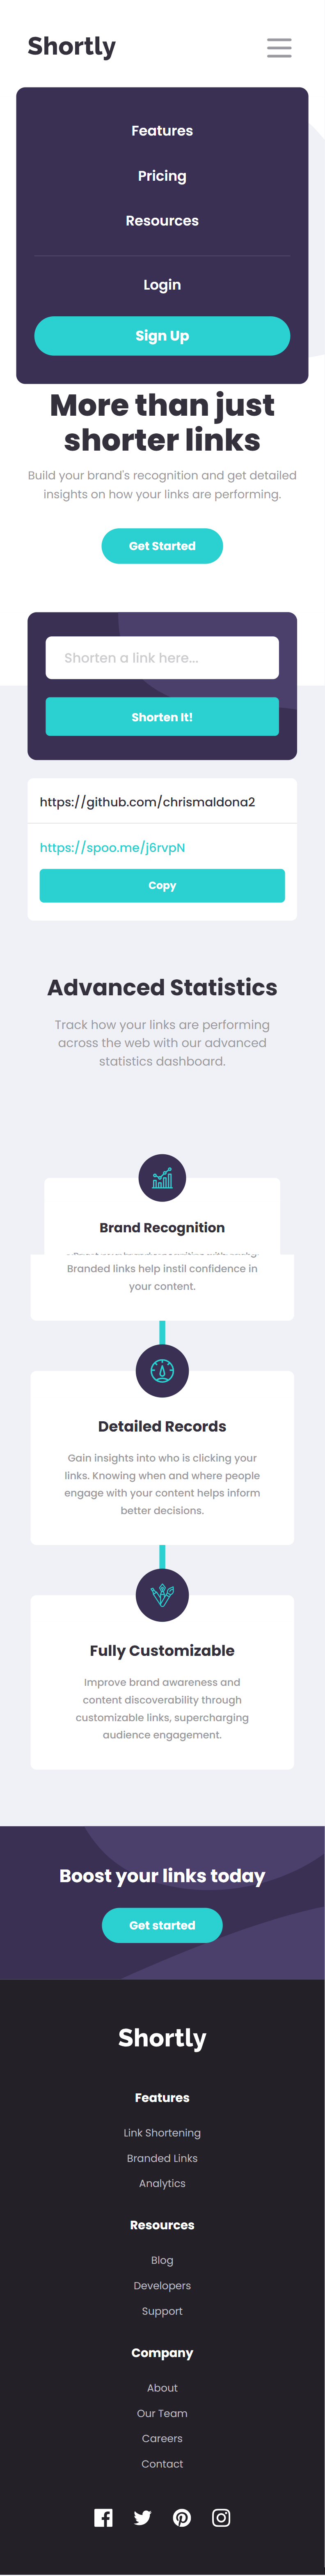 Shortly
Features
Pricing
Resources
Login
Sign Up
More than just
shorter links
Build your brand's recognition and get detailed
insights on how your links are performing.
Get Started
Shorten a link here...
Shorten It!
https://github.com/chrismaldona2
https://spoo.me/j6rvpN
Copy
Advanced Statistics
Track how your links are performing
across the web with our advanced
statistics dashboard.
Brand Recognition
Branded links help instil confidence in
your content.
Detailed Records
Gain insights into who is clicking your
links. Knowing when and where people
engage with your content helps inform
better decisions.
Fully Customizable
Improve brand awareness and
content discoverability through
customizable links, supercharging
audience engagement.
Boost your links today
Get started
Shortly
Features
Link Shortening
Branded Links
Analytics
Resources
Blog
Developers
Support
Company
About
Our Team
Careers
Contact